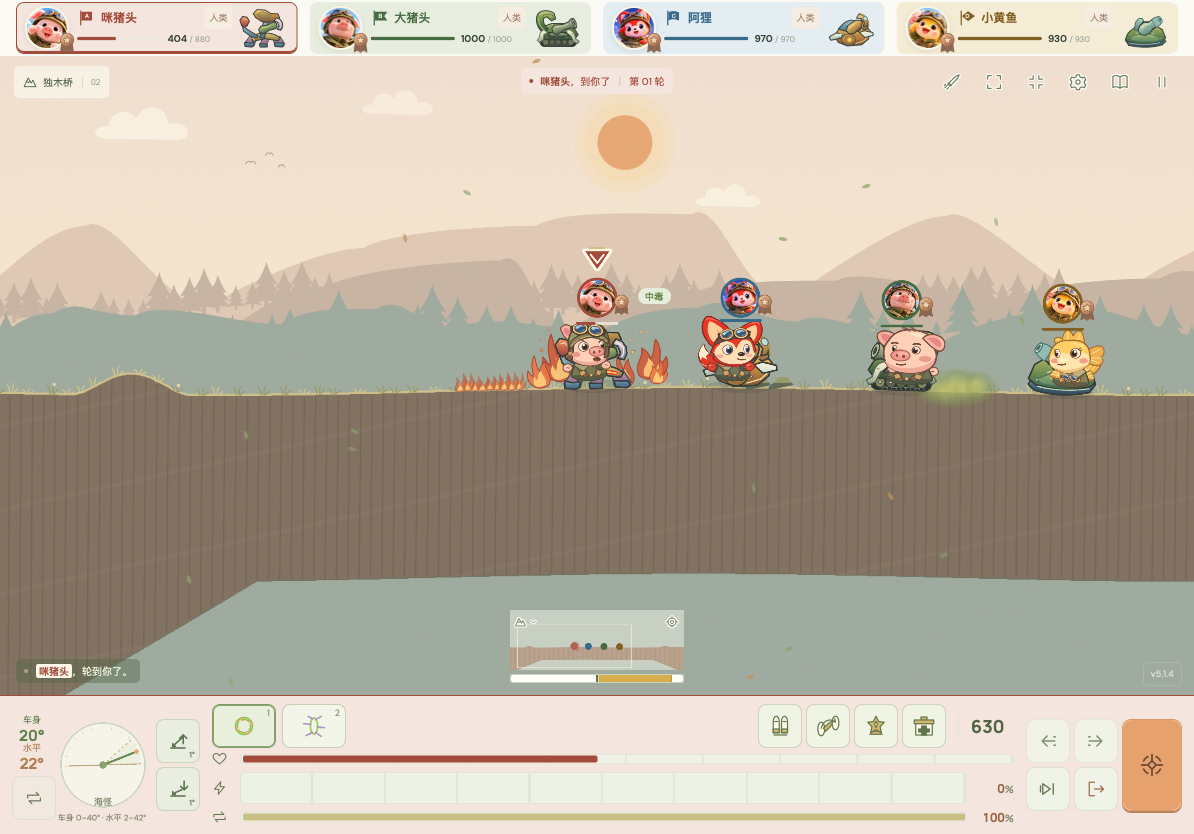 咪猪头 人类
404 / 880
大猪头 人类
1000 / 1000
阿狸 人类
970 / 970
小黄鱼 人类
930 / 930
独木桥 02
咪猪头，到你了 第 01 轮
中毒
咪猪头，轮到你了。
v5.1.4
车身
20°
水平
22°
海怪
车身 0–40° · 水平 2–42°
1°
1°
1
2
630
0%
100%